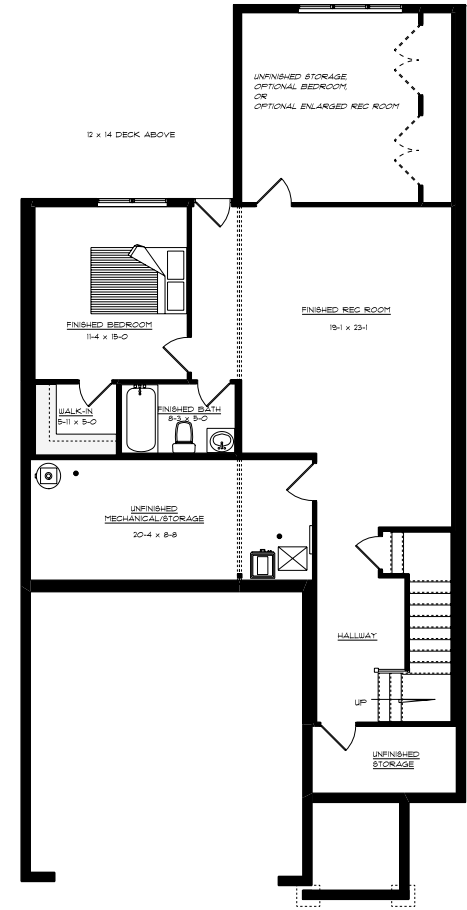 UNFINISHED STORAGE,
OPTIONAL BEDROOM,
OR
OPTIONAL ENLARGED REC ROOM
12 x 14 DECK ABOVE
FINISHED REC ROOM
19-1 x 23-1
FINISHED BEDROOM
11-4 x 15-0
WALK-IN
5-11 x 5-0
FINISHED BATH
8-3 x 5-0
UNFINISHED
MECHANICAL/STORAGE
20-4 x 8-8
HALLWAY
UP
UNFINISHED
STORAGE